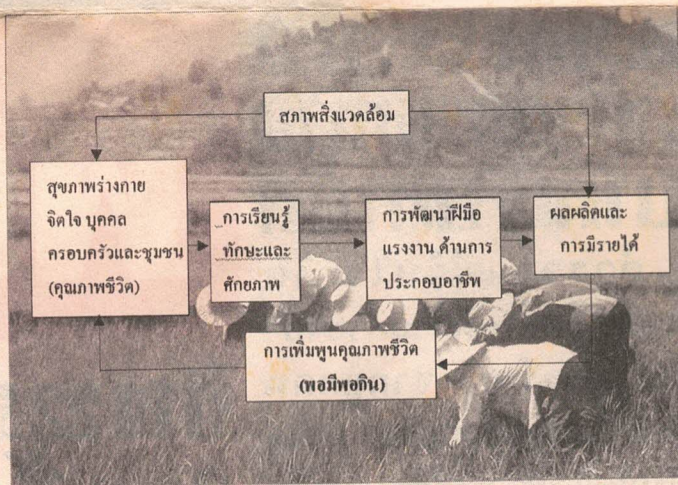 สภาพสิ่งแวดล้อม
สุขภาพร่างกาย
จิตใจ บุคคล
ครอบครัวและชุมชน
(คุณภาพชีวิต)
การเรียนรู้
ทักษะและ
ศักยภาพ
การพัฒนาฝีมือ
แรงงาน ด้านการ
ประกอบอาชีพ
ผลผลิตและ
การมีรายได้
การเพิ่มพูนคุณภาพชีวิต
(พอมีพอกิน)